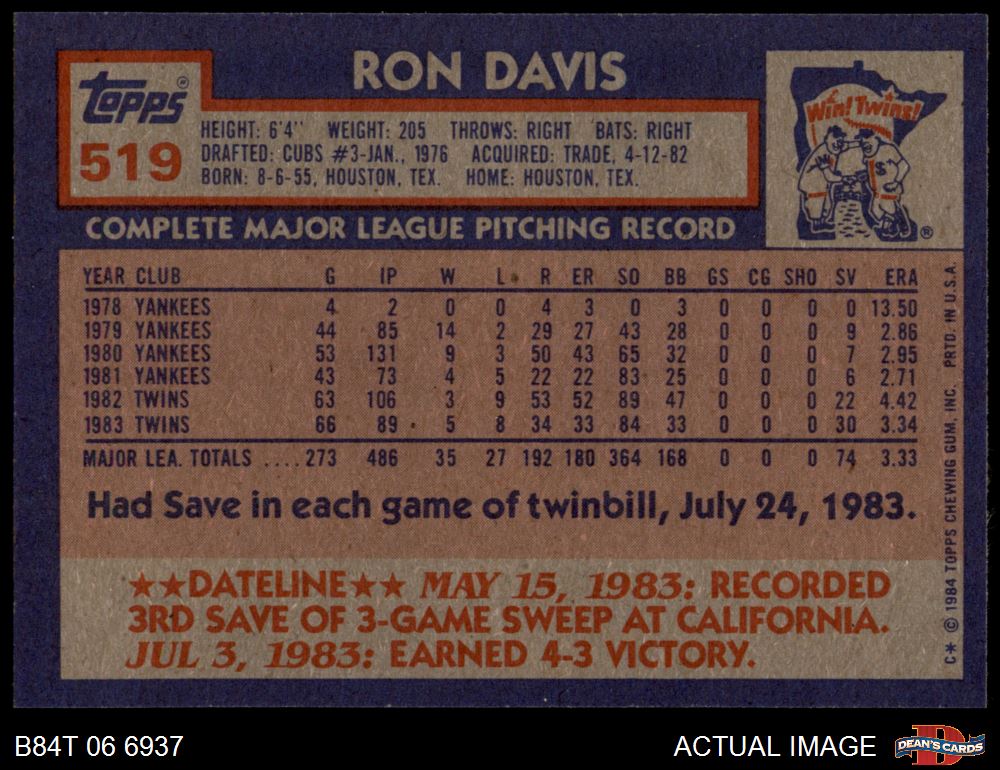 RON DAVIS
Topps®
519
HEIGHT: 6'4" WEIGHT: 205 THROWS: RIGHT BATS: RIGHT
DRAFTED: CUBS #3-JAN., 1976 ACQUIRED: TRADE, 4-12-82
BORN: 8-6-55, HOUSTON, TEX. HOME: HOUSTON, TEX.
Win! Twins!
M S
®
COMPLETE MAJOR LEAGUE PITCHING RECORD
YEAR CLUB G IP W L R ER SO BB GS CG SHO SV ERA
1978 YANKEES 4 2 0 0 4 3 0 3 0 0 0 0 13.50
1979 YANKEES 44 85 14 2 29 27 43 28 0 0 0 9 2.86
1980 YANKEES 53 131 9 3 50 43 65 32 0 0 0 7 2.95
1981 YANKEES 43 73 4 5 22 22 83 25 0 0 0 6 2.71
1982 TWINS 63 106 3 9 53 52 89 47 0 0 0 22 4.42
1983 TWINS 66 89 5 8 34 33 84 33 0 0 0 30 3.34
MAJOR LEA. TOTALS ....273 486 35 27 192 180 364 168 0 0 0 74 3.33
Had Save in each game of twinbill, July 24, 1983.
★★DATELINE★★ MAY 15, 1983: RECORDED
3RD SAVE OF 3-GAME SWEEP AT CALIFORNIA.
JUL 3, 1983: EARNED 4-3 VICTORY.
C* © 1984 TOPPS CHEWING GUM, INC. PRTD. IN U.S.A.
B84T 06 6937
ACTUAL IMAGE
D
DEAN'S CARDS